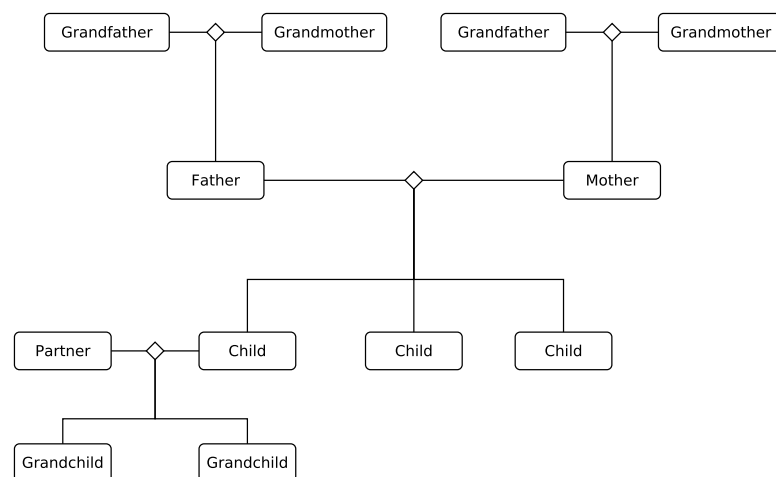 Grandfather
Grandmother
Grandfather
Grandmother
Father
Mother
Partner
Child
Child
Child
Grandchild
Grandchild